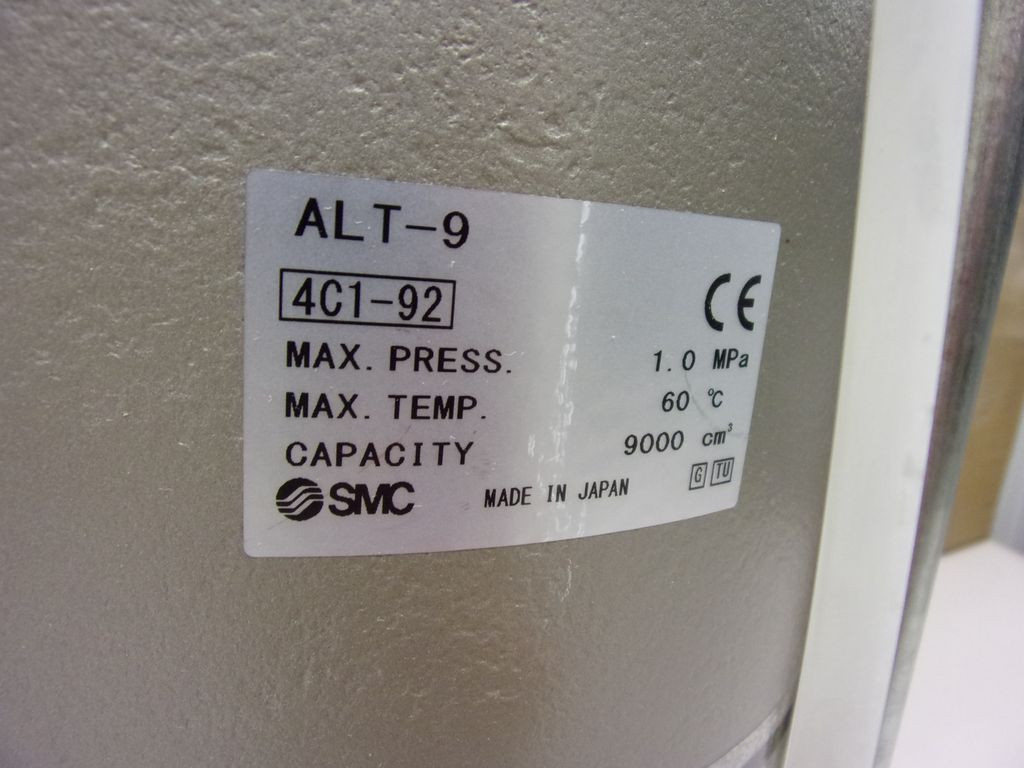 ALT-9
4C1-92
CE
MAX. PRESS. 1.0 MPa
MAX. TEMP. 60 ℃
CAPACITY 9000 cm³
G TU
SMC MADE IN JAPAN